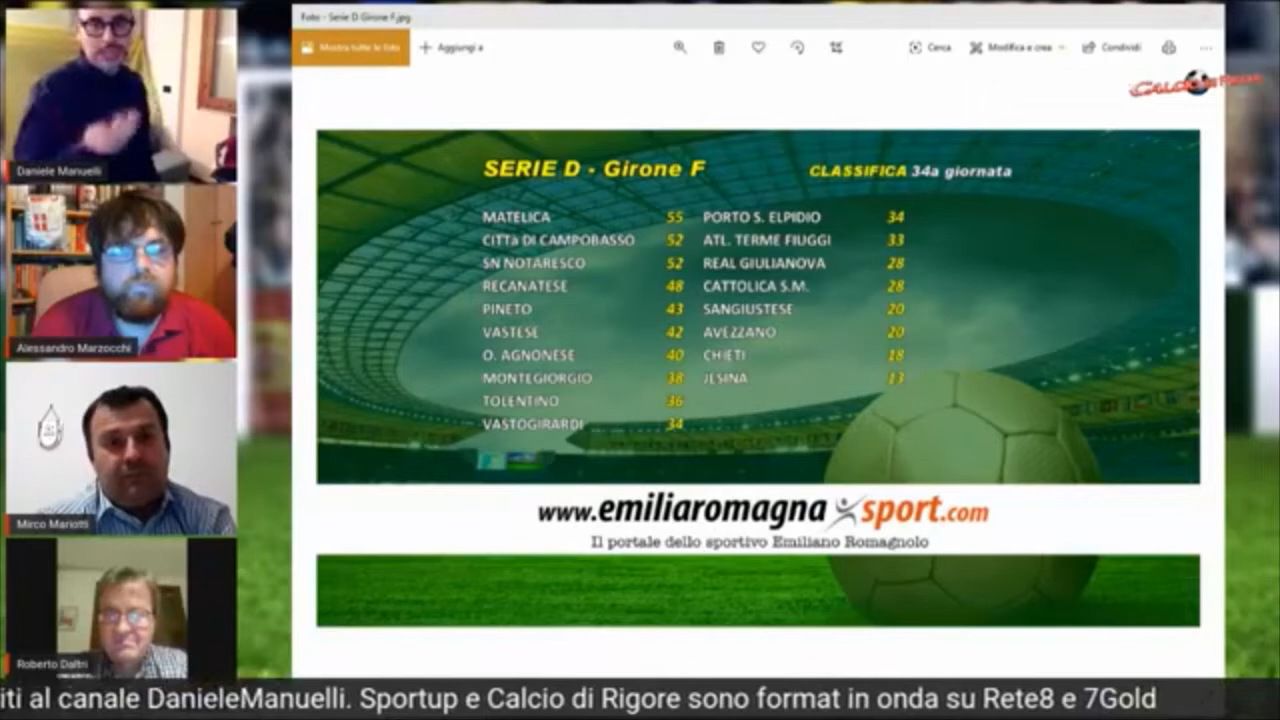 Foto - Serie D Girone F.jpg
Mostra tutte le foto
Aggiungi a
Cerca
Modifica e crea
Condividi
SERIE D - Girone F
CLASSIFICA 34a giornata
MATELICA 55 PORTO S. ELPIDIO 34
CITTà DI CAMPOBASSO 52 ATL. TERME FIUGGI 33
SN NOTARESCO 52 REAL GIULIANOVA 28
RECANATESE 48 CATTOLICA S.M. 28
PINETO 43 SANGIUSTESE 20
VASTESE 42 AVEZZANO 20
O. AGNONESE 40 CHIETI 18
MONTEGIORGIO 38 JESINA 13
TOLENTINO 36
VASTOGIRARDI 34
www.emiliaromagnasport.com
Il portale dello sportivo Emiliano Romagnolo
Daniele Manuelli
Alessandro Marzocchi
Mirco Mariotti
Roberto Daltri
iti al canale DanieleManuelli. Sportup e Calcio di Rigore sono format in onda su Rete8 e 7Gold